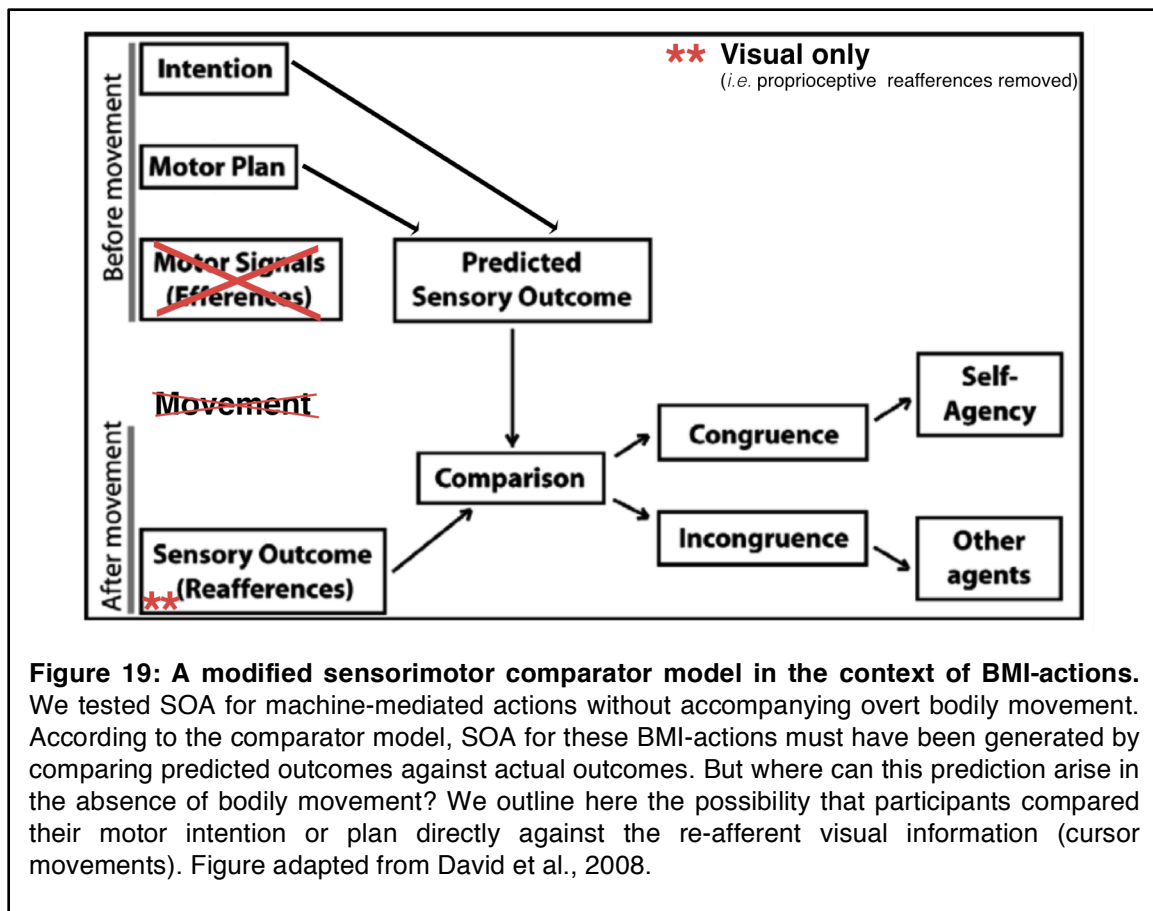 Before movement
Intention
** Visual only
(i.e. proprioceptive reafferences removed)
Motor Plan
Motor Signals
(Efferences)
Predicted
Sensory Outcome
Movement
After movement
Self-
Agency
Congruence
Comparison
Incongruence
Other
agents
Sensory Outcome
(Reafferences)
**
Figure 19: A modified sensorimotor comparator model in the context of BMI-actions.
We tested SOA for machine-mediated actions without accompanying overt bodily movement.
According to the comparator model, SOA for these BMI-actions must have been generated by
comparing predicted outcomes against actual outcomes. But where can this prediction arise in
the absence of bodily movement? We outline here the possibility that participants compared
their motor intention or plan directly against the re-afferent visual information (cursor
movements). Figure adapted from David et al., 2008.